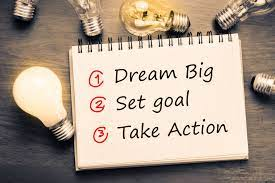 1 Dream Big
2 Set goal
3 Take Action